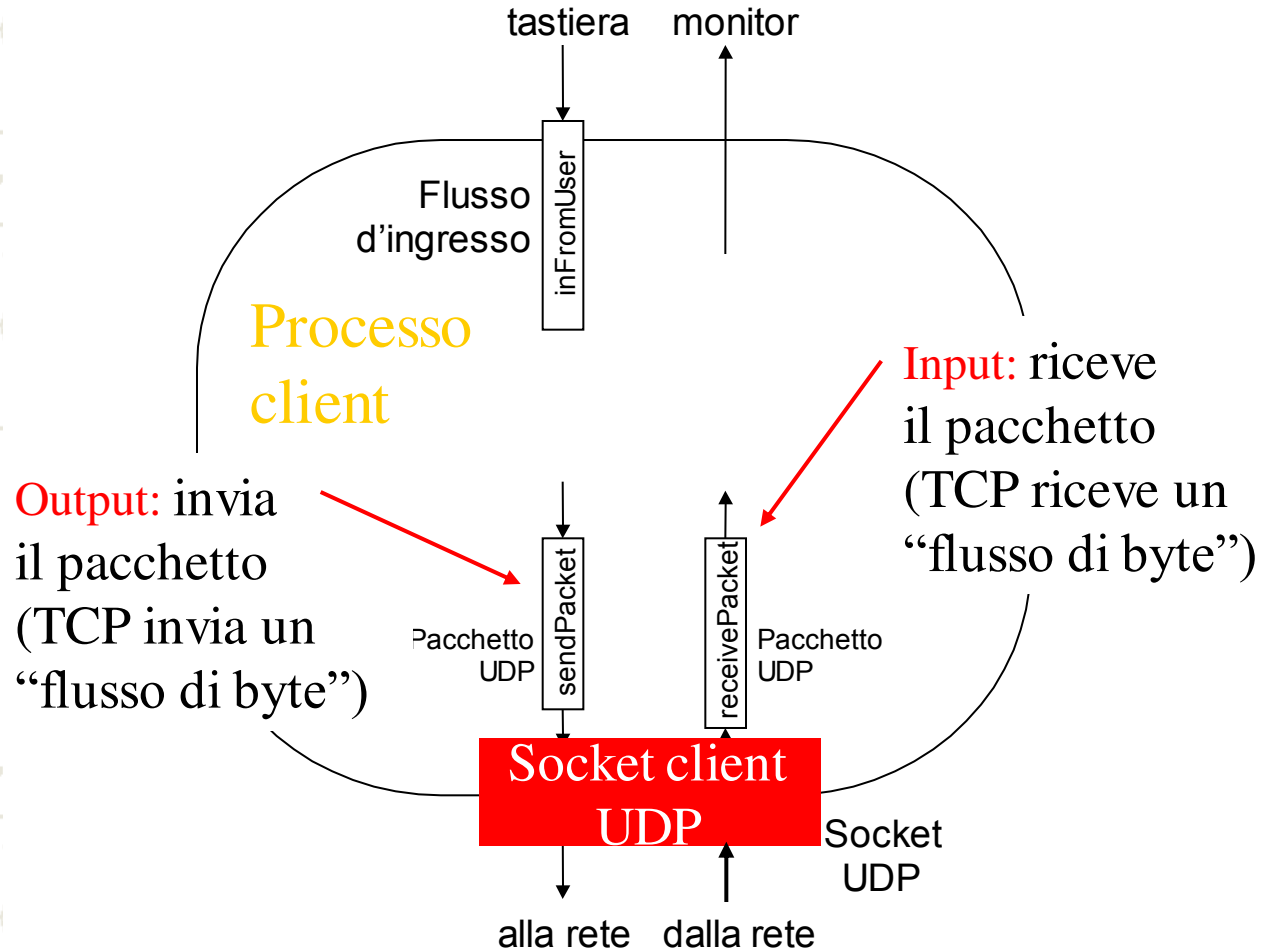 tastiera monitor
Flusso
d'ingresso
inFromUser
Processo
client
Input: riceve
il pacchetto
(TCP riceve un
“flusso di byte”)
Output: invia
il pacchetto
(TCP invia un
“flusso di byte”)
Pacchetto
UDP
sendPacket
receivePacket
Pacchetto
UDP
Socket client
UDP
Socket
UDP
alla rete dalla rete